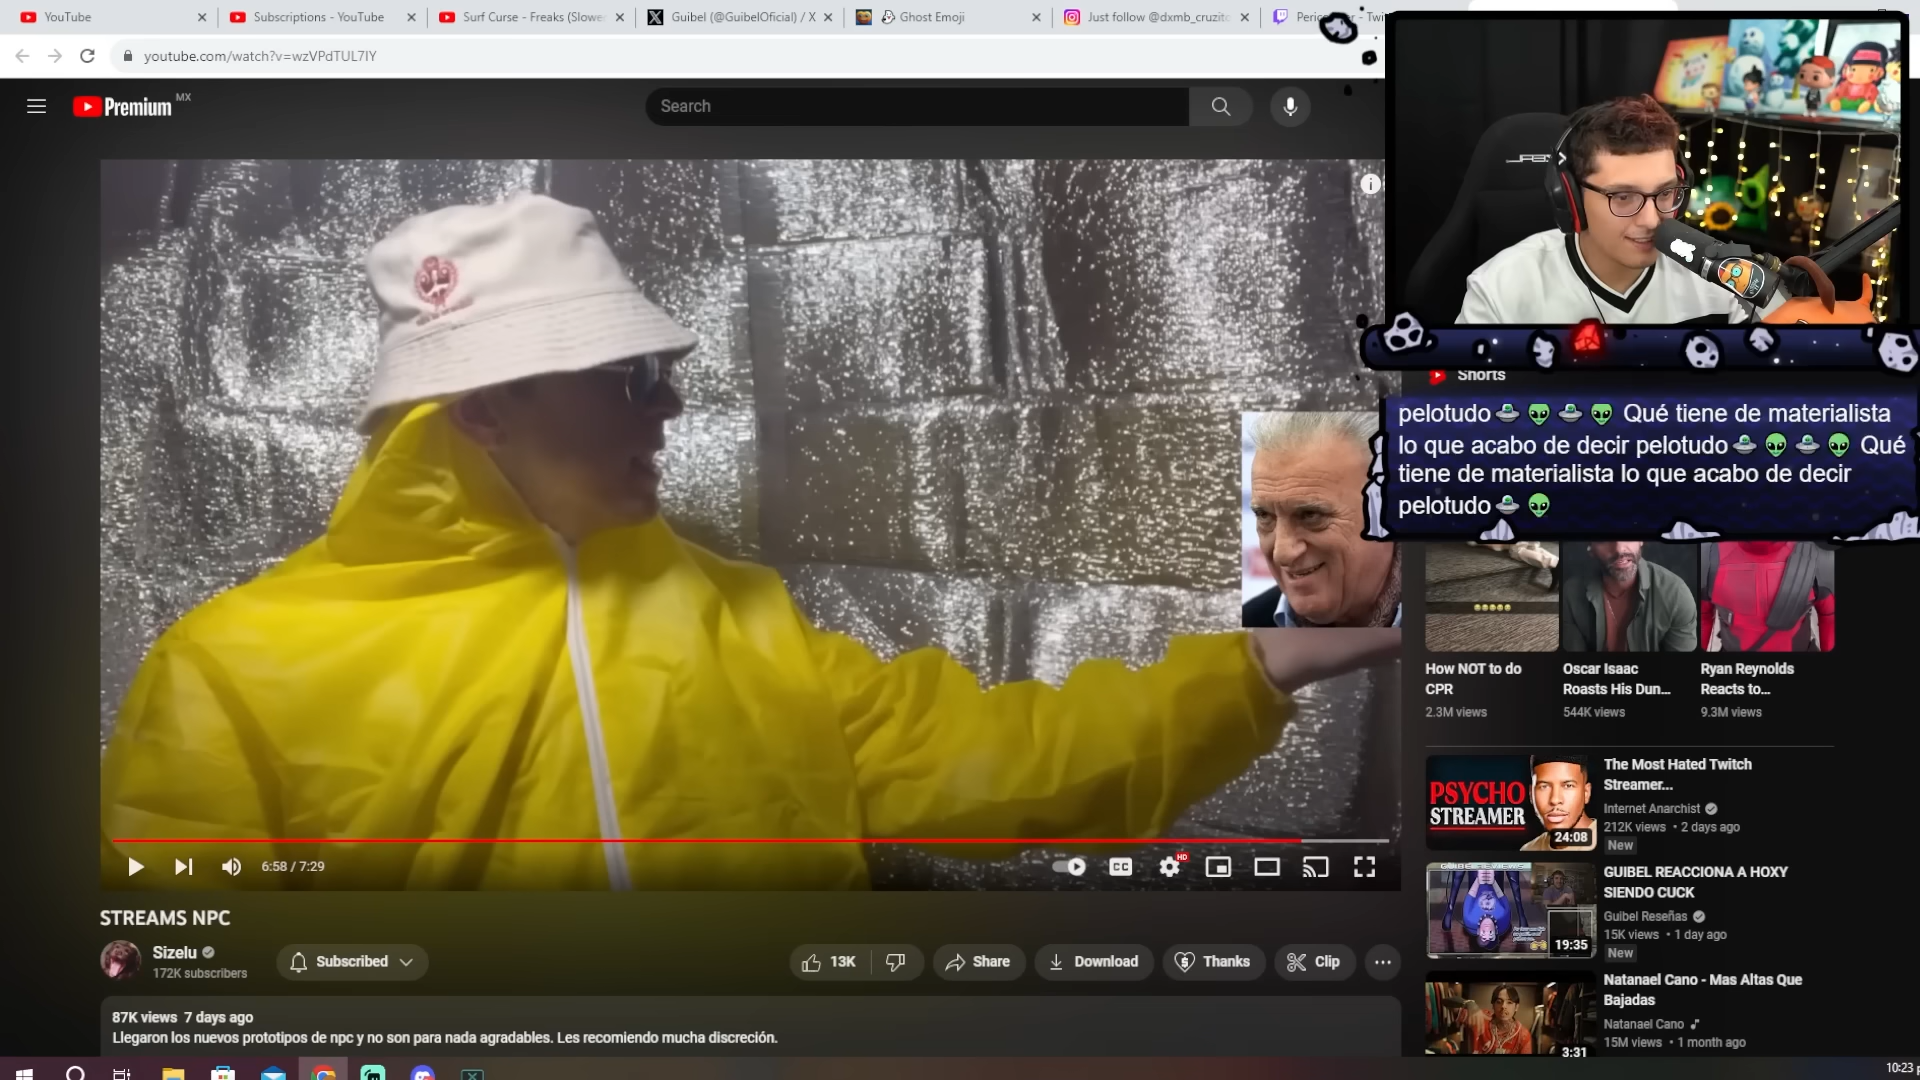 YouTube
Subscriptions - YouTube
Surf Curse - Freaks (Slowe
Guibel (@GuibelOficial) / X
Ghost Emoji
Just follow @dxmb_cruzito
youtube.com/watch?v=wzVPdTUL7IY
Premium MX
Search
Shorts
pelotudo🛸👽🛸👽 Qué tiene de materialista
lo que acabo de decir pelotudo🛸👽🛸👽 Qué
tiene de materialista lo que acabo de decir
pelotudo🛸👽
How NOT to do
CPR
2.3M views
Oscar Isaac
Roasts His Dun...
544K views
Ryan Reynolds
Reacts to...
9.3M views
PSYCHO
STREAMER
24:08
The Most Hated Twitch
Streamer...
Internet Anarchist
212K views • 2 days ago
New
19:35
GUIBEL REACCIONA A HOXY
SIENDO CUCK
Guibel Reseñas
15K views • 1 day ago
New
3:31
Natanael Cano - Mas Altas Que
Bajadas
Natanael Cano
15M views • 1 month ago
6:58 / 7:29
CC
HD
STREAMS NPC
Sizelu
172K subscribers
Subscribed
13K
Share
Download
Thanks
Clip
87K views 7 days ago
Llegaron los nuevos prototipos de npc y no son para nada agradables. Les recomiendo mucha discreción.
10:23